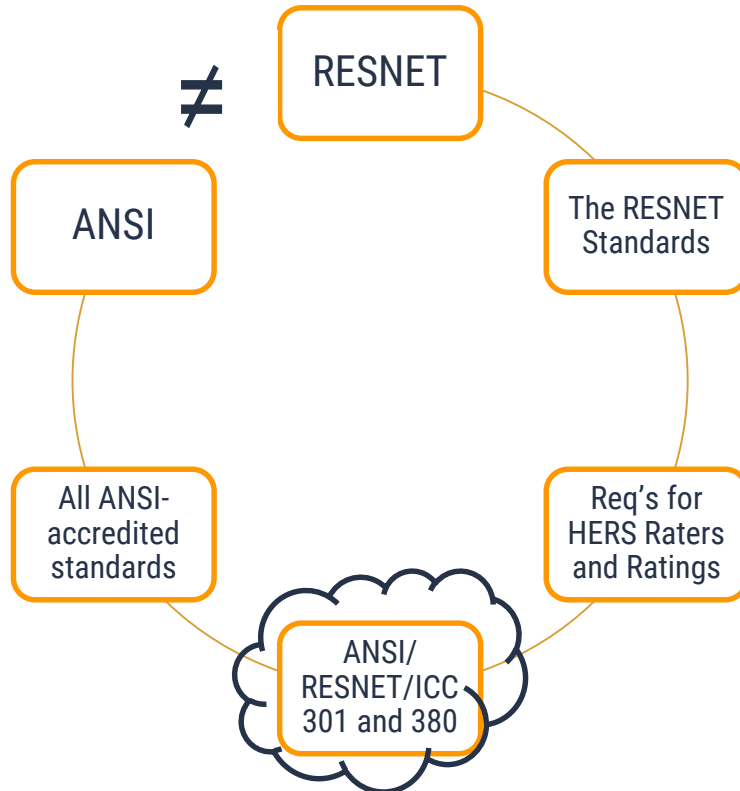 RESNET
≠
ANSI
The RESNET
Standards
All ANSI-
accredited
standards
Req's for
HERS Raters
and Ratings
ANSI/
RESNET/ICC
301 and 380